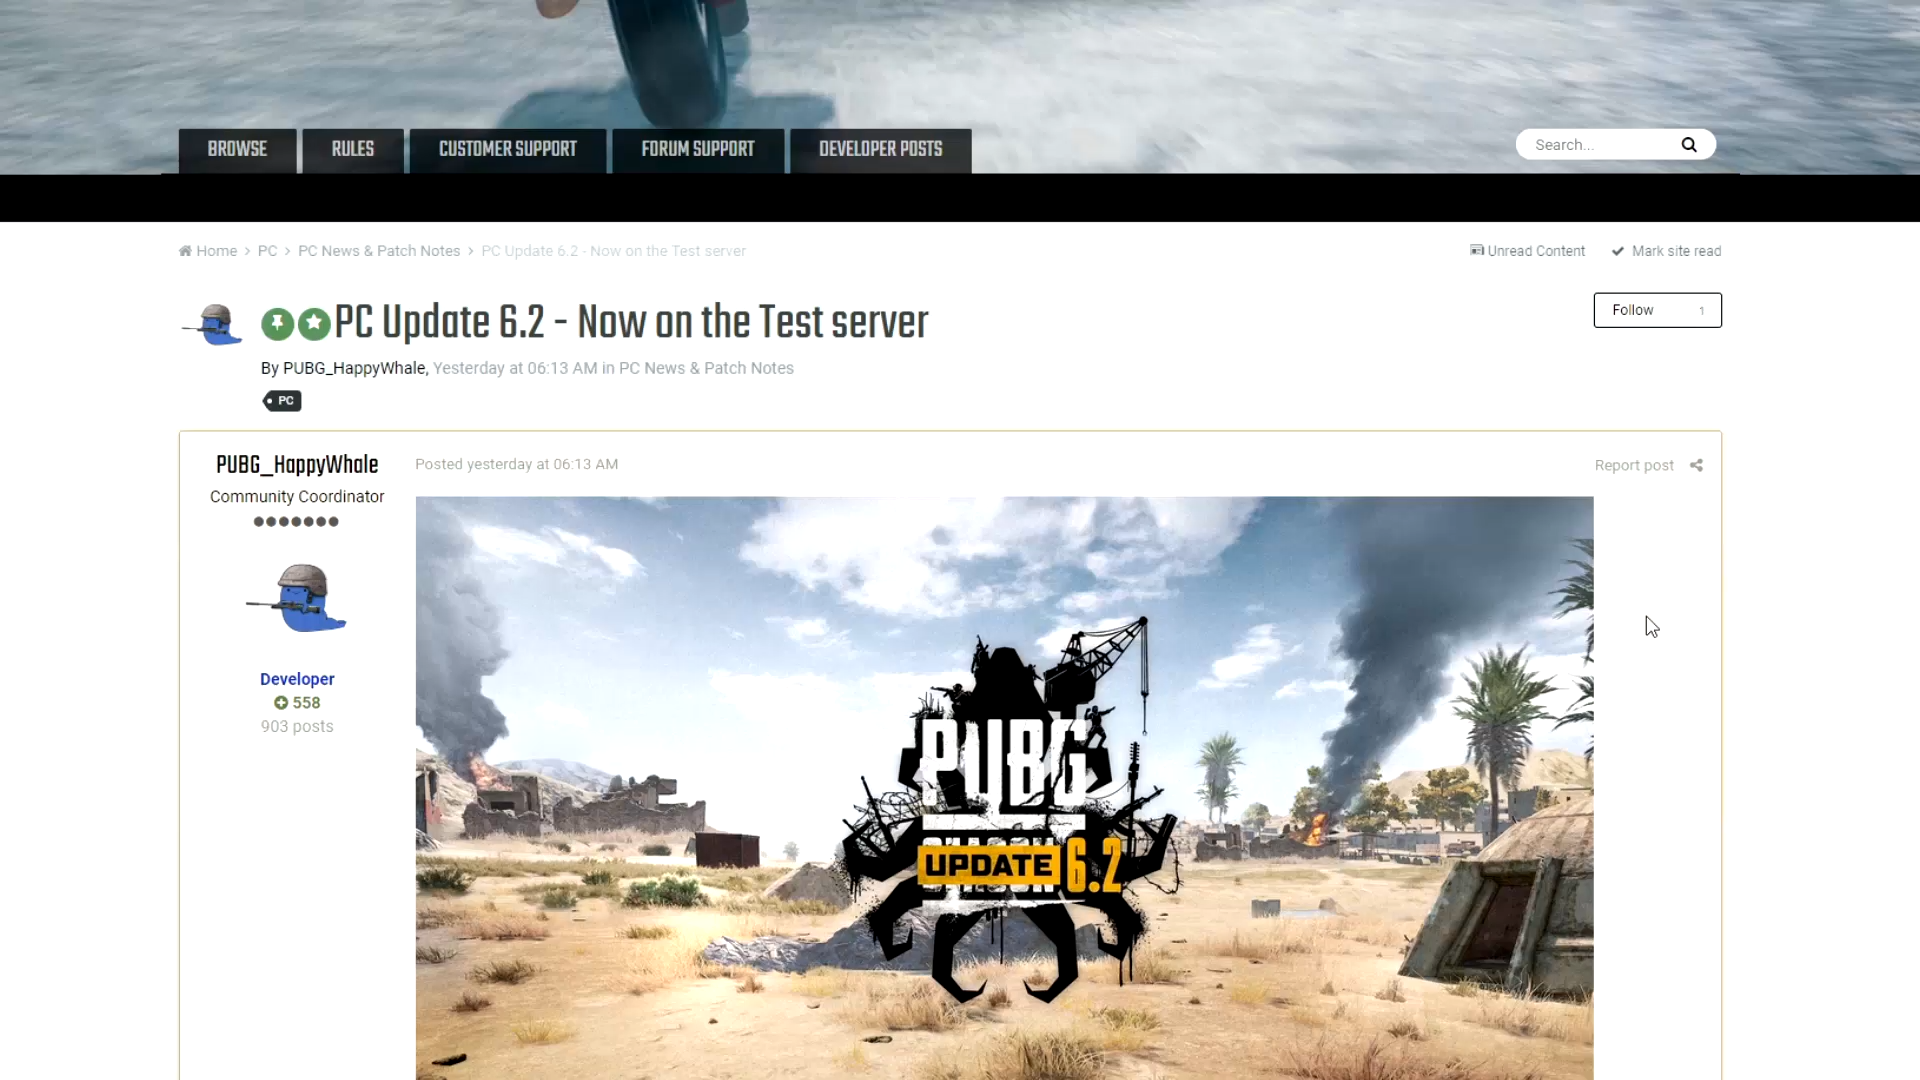 BROWSE RULES CUSTOMER SUPPORT FORUM SUPPORT DEVELOPER POSTS Search...
Home > PC > PC News & Patch Notes > PC Update 6.2 - Now on the Test server Unread Content Mark site read
PC Update 6.2 - Now on the Test server Follow 1
By PUBG_HappyWhale, Yesterday at 06:13 AM in PC News & Patch Notes
PC
PUBG_HappyWhale Posted yesterday at 06:13 AM Report post
Community Coordinator
Developer
558
903 posts
PUBG
UPDATE 6.2